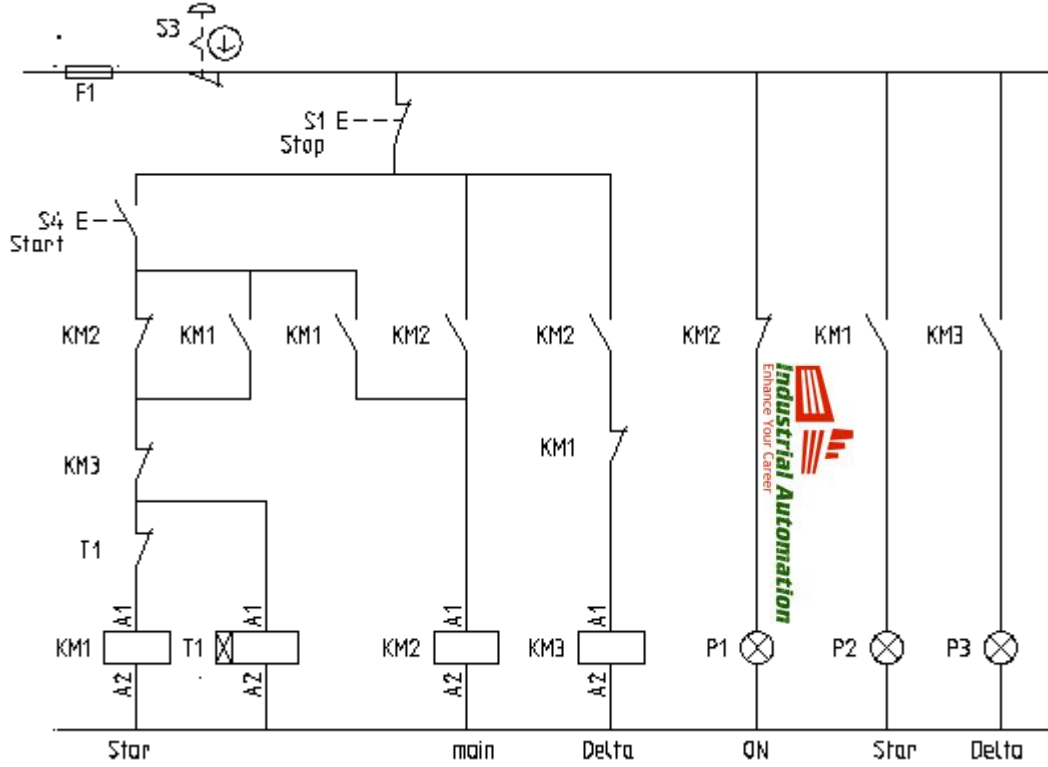 S3
F1
S1 E
Stop
S4 E
Start
KM2 KM1 KM1 KM2 KM2 KM2 KM1 KM3
Industrial Automation
Enhance Your Career
KM1
KM3
T1
A1 A1 A1 A1
KM1 T1 KM2 KM3 P1 P2 P3
A2 A2 A2 A2
Star main Delta ON Star Delta